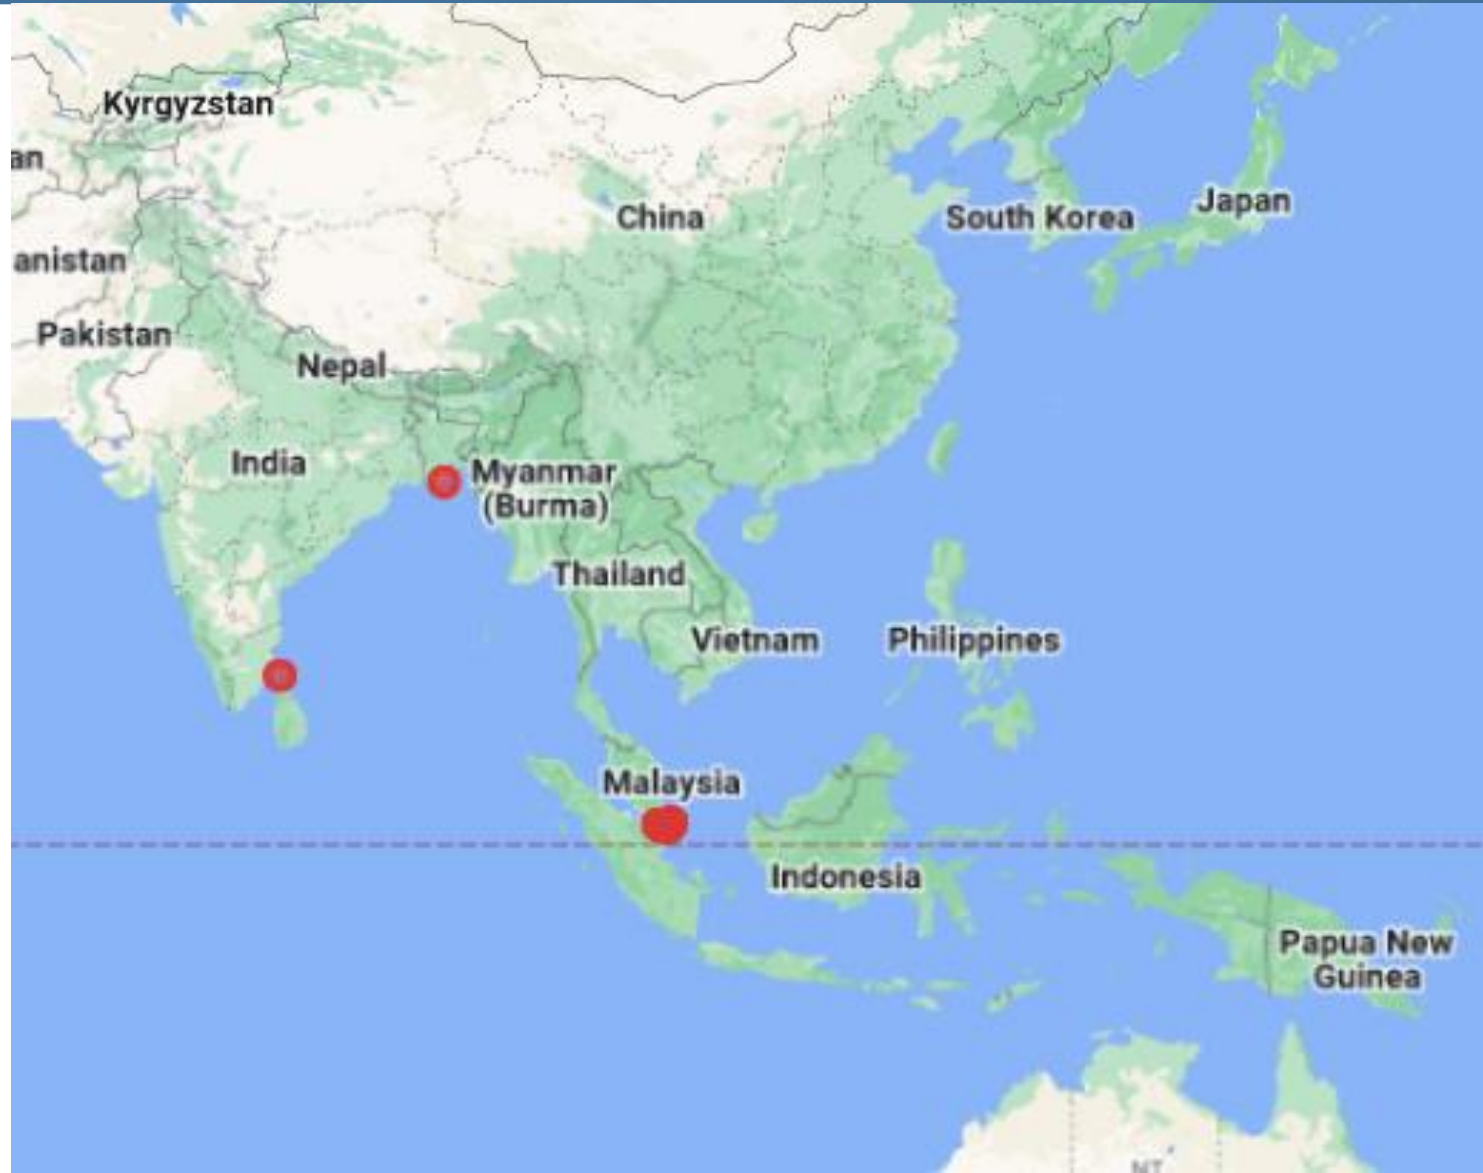 Kyrgyzstan
an
China
South Korea
Japan
anistan
Pakistan
Nepal
India
Myanmar
(Burma)
Thailand
Vietnam
Philippines
Malaysia
Indonesia
Papua New
Guinea
NT